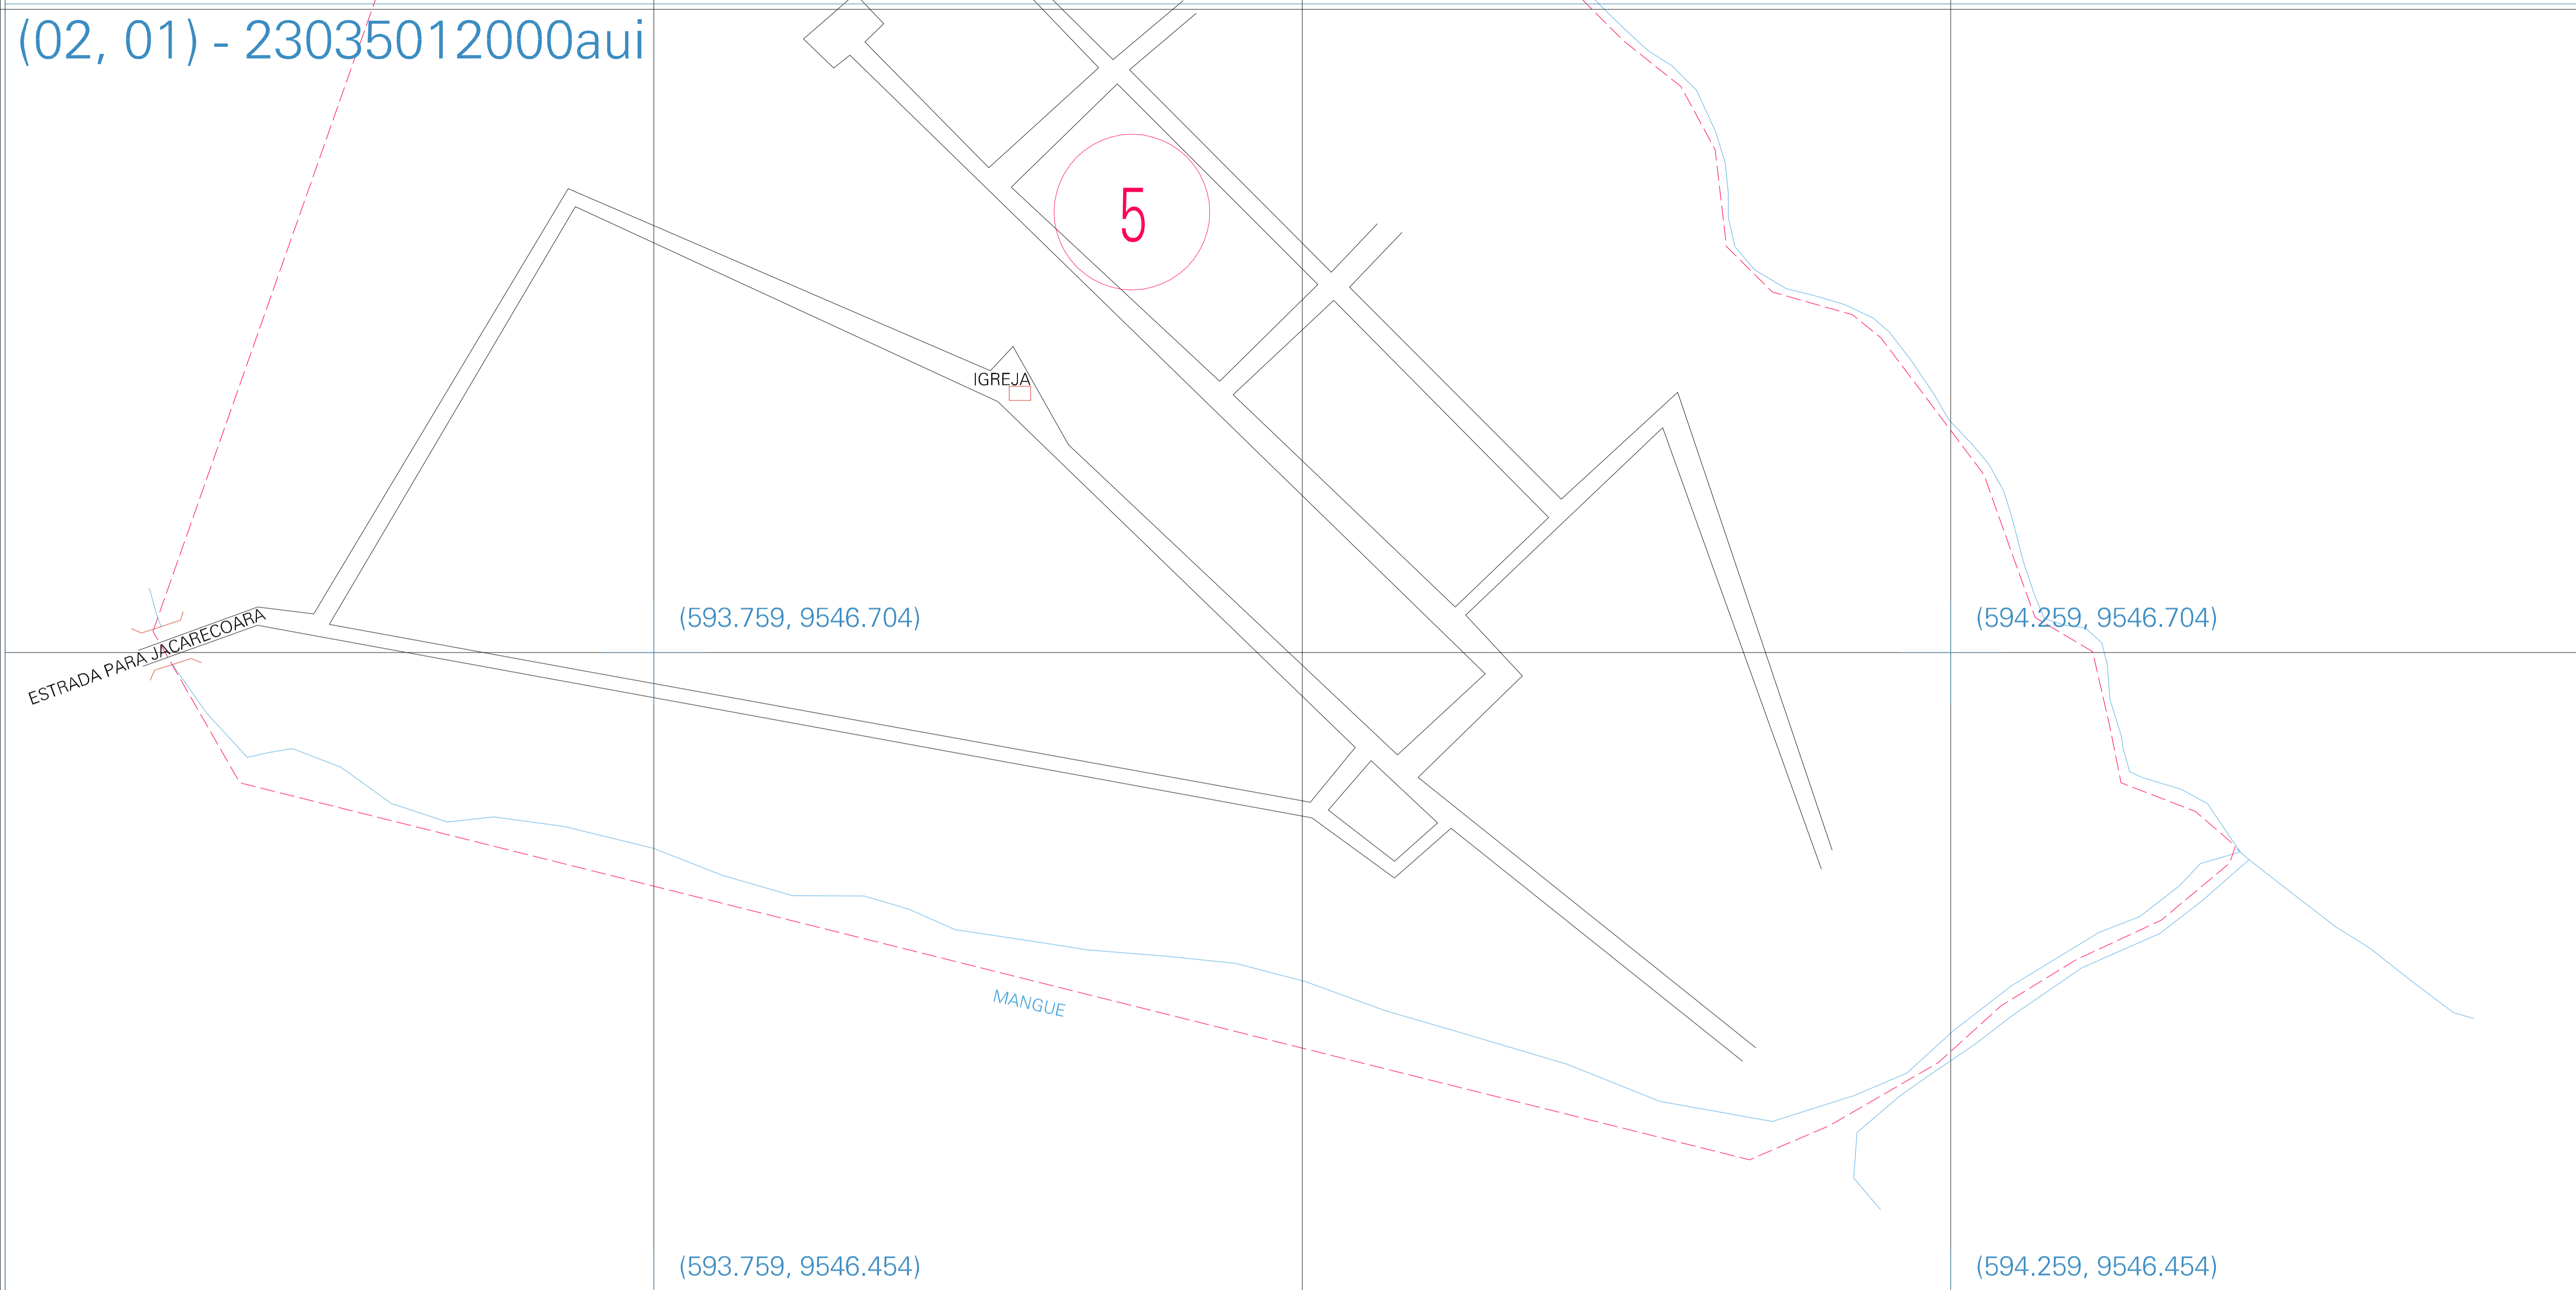 (02, 01) - 23035012000aui
5
IGREJA
ESTRADA PARA JACARECOARA
(593.759, 9546.704)
(594.259, 9546.704)
MANGUE
(593.759, 9546.454)
(594.259, 9546.454)